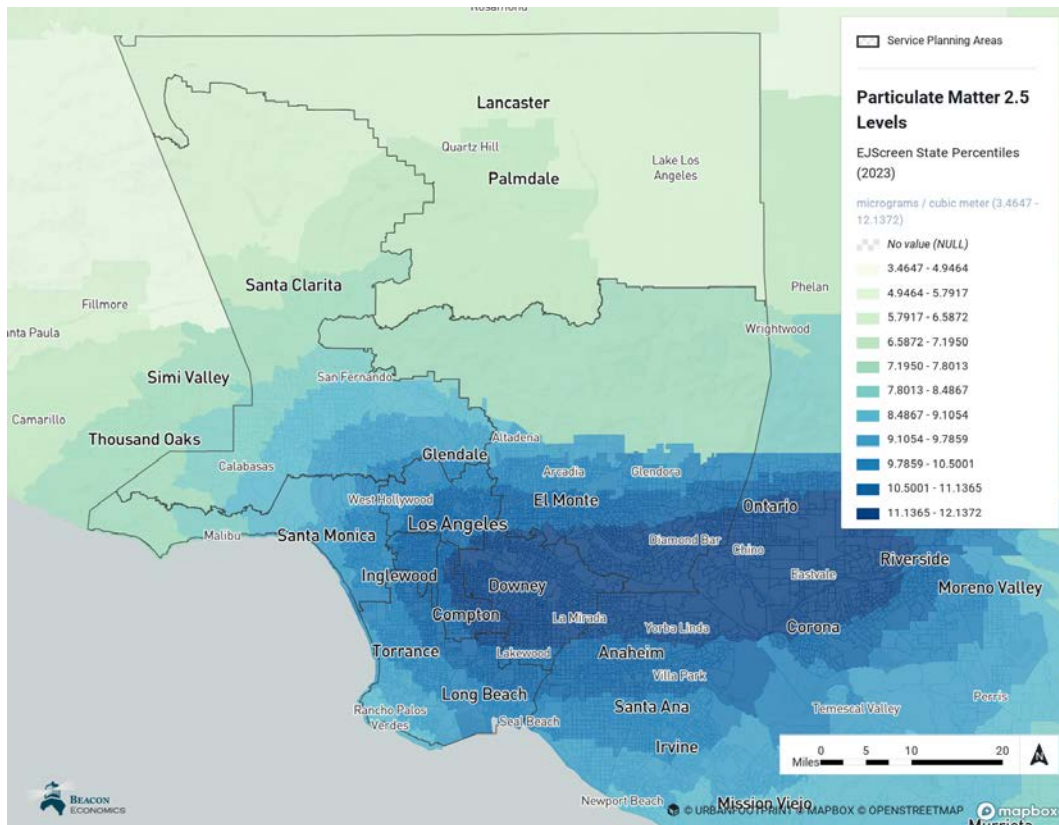 Rosamond
Lancaster
Quartz Hill
Lake Los
Angeles
Palmdale
Santa Clarita
Fillmore
Phelan
Wrightwood
Simi Valley
San Fernando
Camarillo
Thousand Oaks
Calabasas
Altadena
Glendale
Arcadia
Glendora
West Hollywood
El Monte
Ontario
Los Angeles
Santa Monica
Malibu
Diamond Bar
Chino
Riverside
Inglewood
Downey
Eastvale
Moreno Valley
Compton
La Mirada
Yorba Linda
Corona
Torrance
Lakewood
Anaheim
Villa Park
Long Beach
Santa Ana
Rancho Palos
Verdes
Seal Beach
Temescal Valley
Perris
Irvine
Newport Beach
Mission Viejo
Murrieta
Service Planning Areas
Particulate Matter 2.5
Levels
EJScreen State Percentiles
(2023)
micrograms / cubic meter (3.4647 -
12.1372)
No value (NULL)
3.4647 - 4.9464
4.9464 - 5.7917
5.7917 - 6.5872
6.5872 - 7.1950
7.1950 - 7.8013
7.8013 - 8.4867
8.4867 - 9.1054
9.1054 - 9.7859
9.7859 - 10.5001
10.5001 - 11.1365
11.1365 - 12.1372
0 5 10 20
Miles
N
BEACON
ECONOMICS
© URBANFOOTPRINT © MAPBOX © OPENSTREETMAP
mapbox